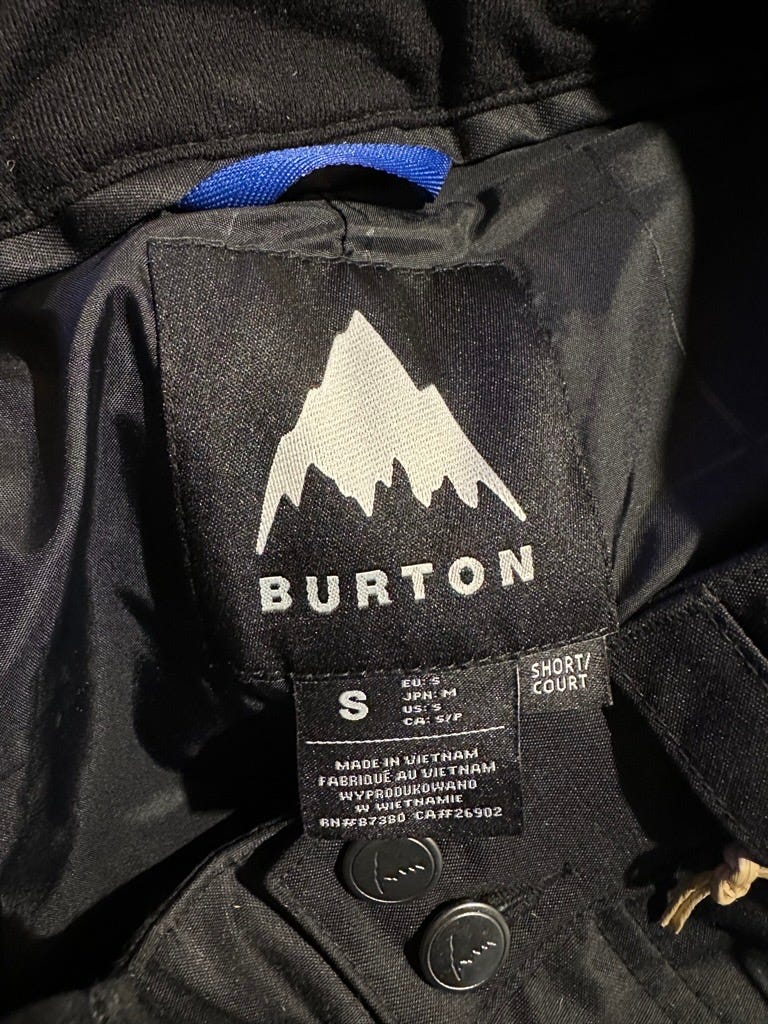 BURTON
S
EU: S
JPN: M
US: S
CA: S/P
SHORT/
COURT
MADE IN VIETNAM
FABRIQUÉ AU VIETNAM
WYPRODUKOWANO
W WIETNAMIE
RN#87380 CA#26902